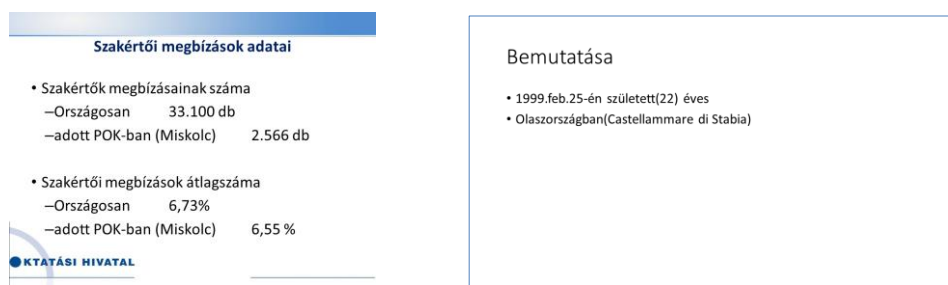 Szakértői megbízások adatai
• Szakértők megbízásainak száma
–Országosan 33.100 db
–adott POK-ban (Miskolc) 2.566 db
• Szakértői megbízások átlagszáma
–Országosan 6,73%
–adott POK-ban (Miskolc) 6,55 %
KTATÁSI HIVATAL
Bemutatása
• 1999.feb.25-én született(22) éves
• Olaszországban(Castellammare di Stabia)